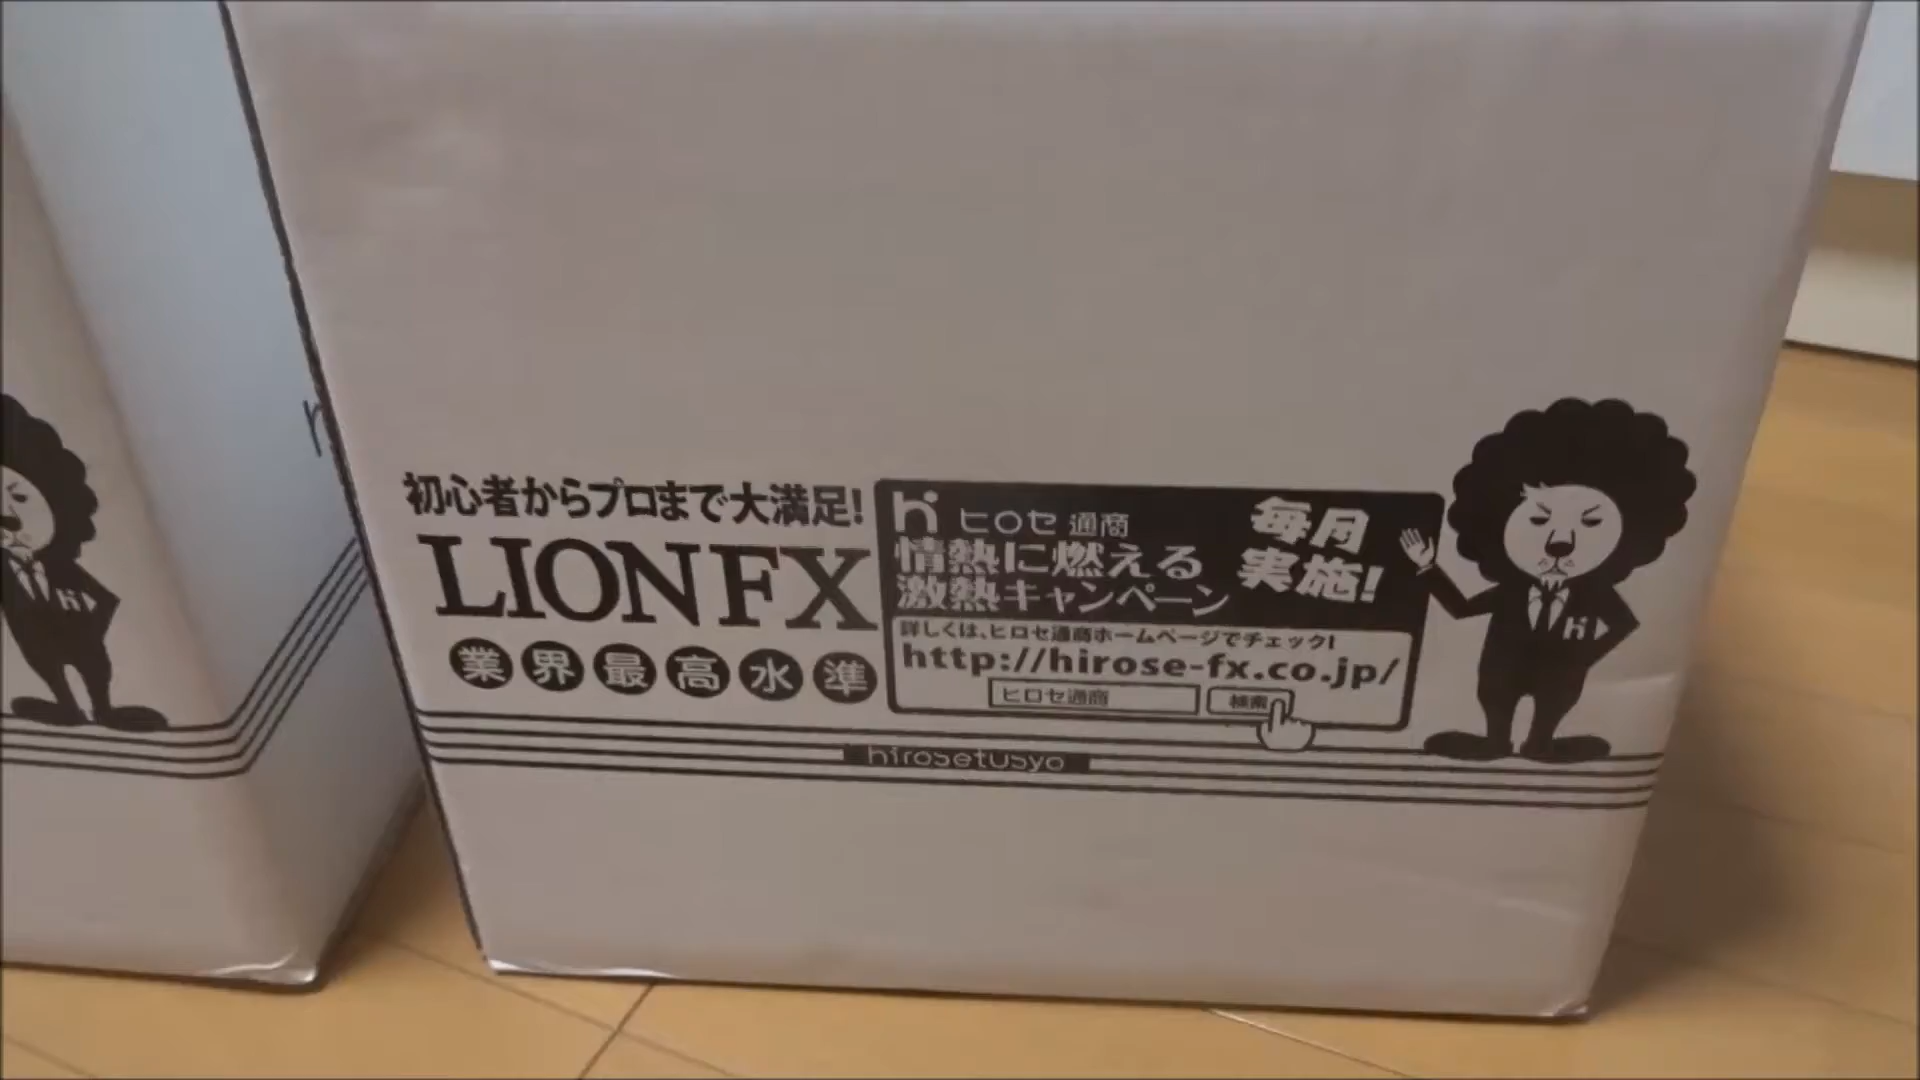 初心者からプロまで大満足!
LION FX
業界最高水準
ヒロセ通商
情熱に燃える
激熱キャンペーン
毎月
実施!
詳しくは、ヒロセ通商ホームページでチェック!
http://hirose-fx.co.jp/
ヒロセ通商 検索
hirosetusyo